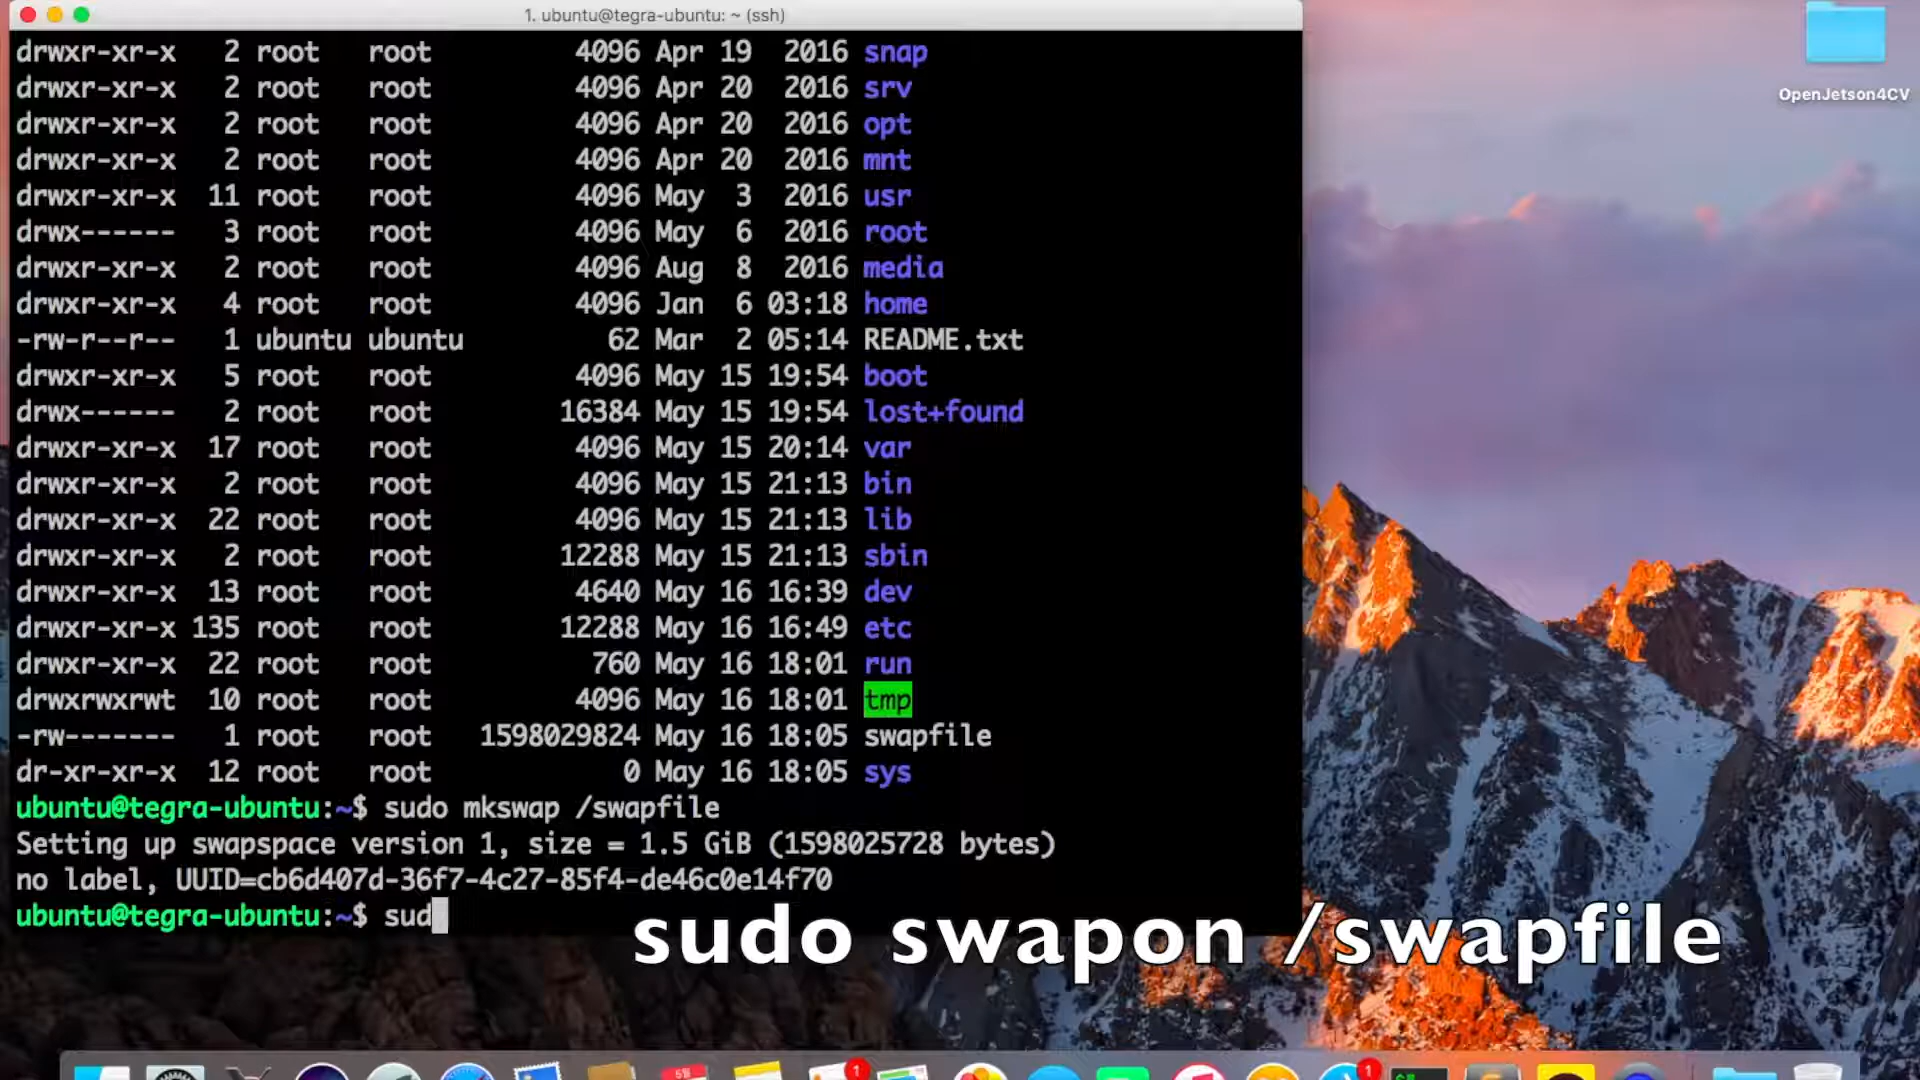 1. ubuntu@tegra-ubuntu: ~ (ssh)
drwxr-xr-x 2 root root 4096 Apr 19 2016 snap
drwxr-xr-x 2 root root 4096 Apr 20 2016 srv
drwxr-xr-x 2 root root 4096 Apr 20 2016 opt
drwxr-xr-x 2 root root 4096 Apr 20 2016 mnt
drwxr-xr-x 11 root root 4096 May 3 2016 usr
drwx------ 3 root root 4096 May 6 2016 root
drwxr-xr-x 2 root root 4096 Aug 8 2016 media
drwxr-xr-x 4 root root 4096 Jan 6 03:18 home
-rw-r--r-- 1 ubuntu ubuntu 62 Mar 2 05:14 README.txt
drwxr-xr-x 5 root root 4096 May 15 19:54 boot
drwx------ 2 root root 16384 May 15 19:54 lost+found
drwxr-xr-x 17 root root 4096 May 15 20:14 var
drwxr-xr-x 2 root root 4096 May 15 21:13 bin
drwxr-xr-x 22 root root 4096 May 15 21:13 lib
drwxr-xr-x 2 root root 12288 May 15 21:13 sbin
drwxr-xr-x 13 root root 4640 May 16 16:39 dev
drwxr-xr-x 135 root root 12288 May 16 16:49 etc
drwxr-xr-x 22 root root 760 May 16 18:01 run
drwxrwxrwt 10 root root 4096 May 16 18:01 tmp
-rw------- 1 root root 1598029824 May 16 18:05 swapfile
dr-xr-xr-x 12 root root 0 May 16 18:05 sys
ubuntu@tegra-ubuntu:~$ sudo mkswap /swapfile
Setting up swapspace version 1, size = 1.5 GiB (1598025728 bytes)
no label, UUID=cb6d407d-36f7-4c27-85f4-de46c0e14f70
ubuntu@tegra-ubuntu:~$ sud
sudo swapon /swapfile
OpenJetson4CV
1
1